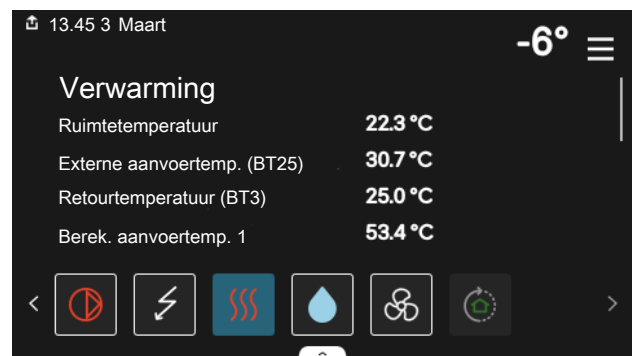 13.45 3 Maart
-6°
Verwarming
Ruimtetemperatuur 22.3 °C
Externe aanvoertemp. (BT25) 30.7 °C
Retourtemperatuur (BT3) 25.0 °C
Berek. aanvoertemp. 1 53.4 °C